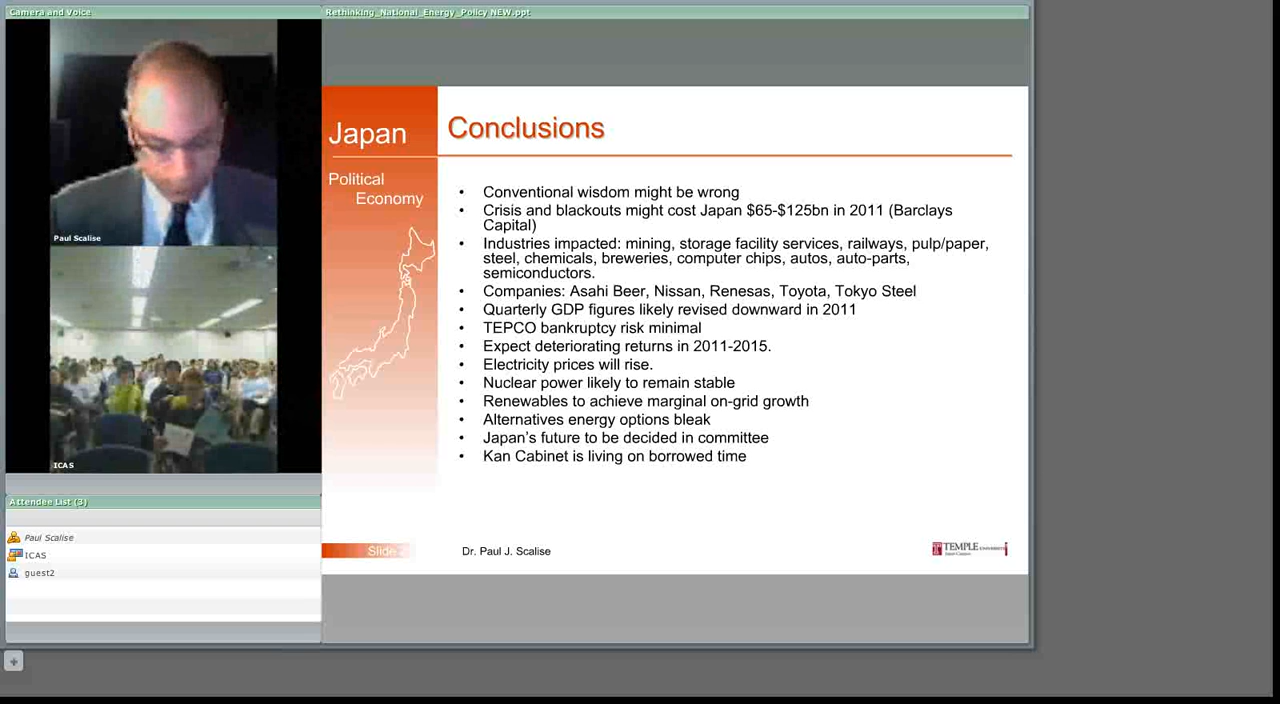 Camera and Voice
Rethinking_National_Energy_Policy NEW.ppt
Paul Scalise
ICAS
Attendee List (3)
Paul Scalise
ICAS
guest2
Japan
Political
Economy
Conclusions
• Conventional wisdom might be wrong
• Crisis and blackouts might cost Japan $65-$125bn in 2011 (Barclays
Capital)
• Industries impacted: mining, storage facility services, railways, pulp/paper,
steel, chemicals, breweries, computer chips, autos, auto-parts,
semiconductors.
• Companies: Asahi Beer, Nissan, Renesas, Toyota, Tokyo Steel
• Quarterly GDP figures likely revised downward in 2011
• TEPCO bankruptcy risk minimal
• Expect deteriorating returns in 2011-2015.
• Electricity prices will rise.
• Nuclear power likely to remain stable
• Renewables to achieve marginal on-grid growth
• Alternatives energy options bleak
• Japan's future to be decided in committee
• Kan Cabinet is living on borrowed time
Slide
Dr. Paul J. Scalise
TEMPLE UNIVERSITY